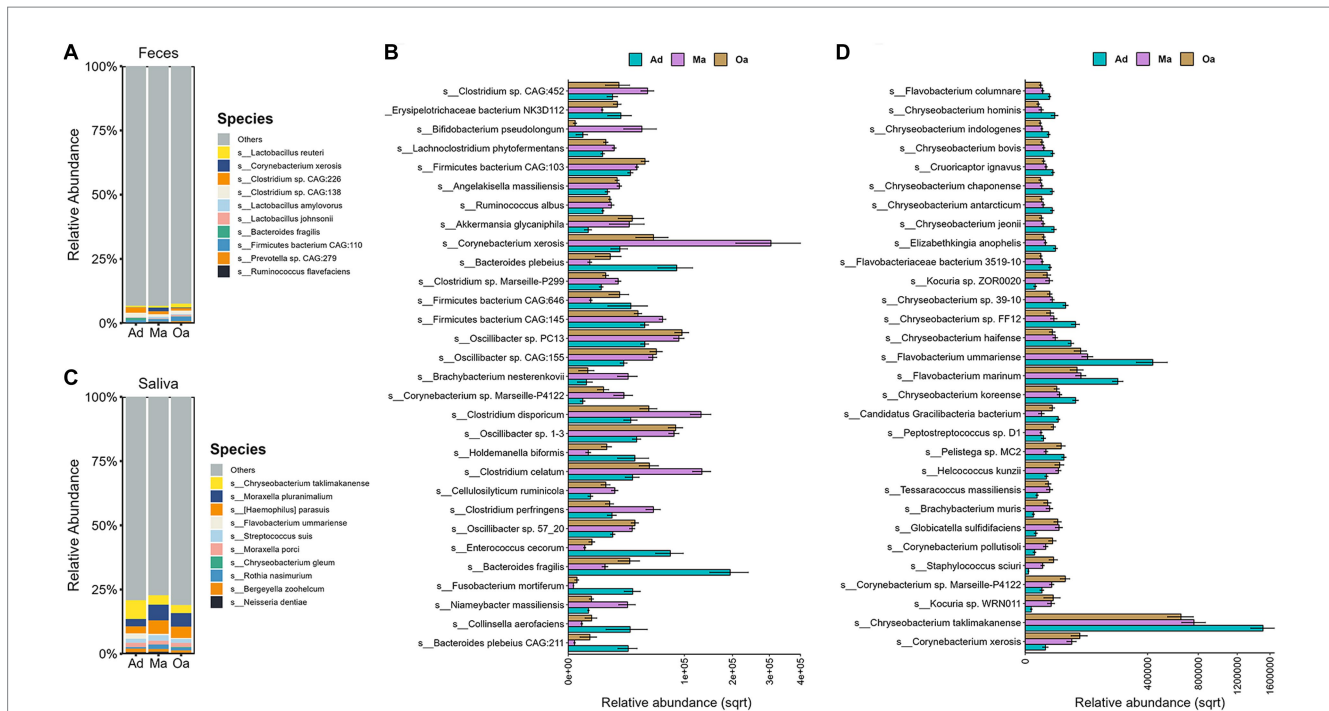 A
Feces
100%
75%
50%
25%
0%
Relative Abundance
Ad Ma Oa
Species
Others
s__Lactobacillus reuteri
s__Corynebacterium xerosis
s__Clostridium sp. CAG:226
s__Clostridium sp. CAG:138
s__Lactobacillus amylovorus
s__Lactobacillus johnsonii
s__Bacteroides fragilis
s__Firmicutes bacterium CAG:110
s__Prevotella sp. CAG:279
s__Ruminococcus flavefaciens
C
Saliva
100%
75%
50%
25%
0%
Relative Abundance
Ad Ma Oa
Species
Others
s__Chryseobacterium taklimakanense
s__Moraxella pluranimalium
s__[Haemophilus] parasuis
s__Flavobacterium ummariense
s__Streptococcus suis
s__Moraxella porci
s__Chryseobacterium gleum
s__Rothia nasimurium
s__Bergeyella zoohelcum
s__Neisseria dentiae
B
Ad Ma Oa
s__Clostridium sp. CAG:452
_Erysipelotrichaceae bacterium NK3D112
s__Bifidobacterium pseudolongum
s__Lachnoclostridium phytofermentans
s__Firmicutes bacterium CAG:103
s__Angelakisella massiliensis
s__Ruminococcus albus
s__Akkermansia glycaniphila
s__Corynebacterium xerosis
s__Bacteroides plebeius
s__Clostridium sp. Marseille-P299
s__Firmicutes bacterium CAG:646
s__Firmicutes bacterium CAG:145
s__Oscillibacter sp. PC13
s__Oscillibacter sp. CAG:155
s__Brachybacterium nesterenkovii
s__Corynebacterium sp. Marseille-P4122
s__Clostridium disporicum
s__Oscillibacter sp. 1-3
s__Holdemanella biformis
s__Clostridium celatum
s__Cellulosilyticum ruminicola
s__Clostridium perfringens
s__Oscillibacter sp. 57_20
s__Enterococcus cecorum
s__Bacteroides fragilis
s__Fusobacterium mortiferum
s__Niameybacter massiliensis
s__Collinsella aerofaciens
s__Bacteroides plebeius CAG:211
0e+00 1e+05 2e+05 3e+05 4e+05
Relative abundance (sqrt)
D
Ad Ma Oa
s__Flavobacterium columnare
s__Chryseobacterium hominis
s__Chryseobacterium indologenes
s__Chryseobacterium bovis
s__Cruoricaptor ignavus
s__Chryseobacterium chaponense
s__Chryseobacterium antarcticum
s__Chryseobacterium jeonii
s__Elizabethkingia anophelis
s__Flavobacteriaceae bacterium 3519-10
s__Kocuria sp. ZOR0020
s__Chryseobacterium sp. 39-10
s__Chryseobacterium sp. FF12
s__Chryseobacterium haifense
s__Flavobacterium ummariense
s__Flavobacterium marinum
s__Chryseobacterium koreense
s__Candidatus Gracilibacteria bacterium
s__Peptostreptococcus sp. D1
s__Pelistega sp. MC2
s__Helcococcus kunzii
s__Tessaracoccus massiliensis
s__Brachybacterium muris
s__Globicatella sulfidifaciens
s__Corynebacterium pollutisoli
s__Staphylococcus sciuri
s__Corynebacterium sp. Marseille-P4122
s__Kocuria sp. WRN011
s__Chryseobacterium taklimakanense
s__Corynebacterium xerosis
0 400000 800000 1200000 1600000
Relative abundance (sqrt)